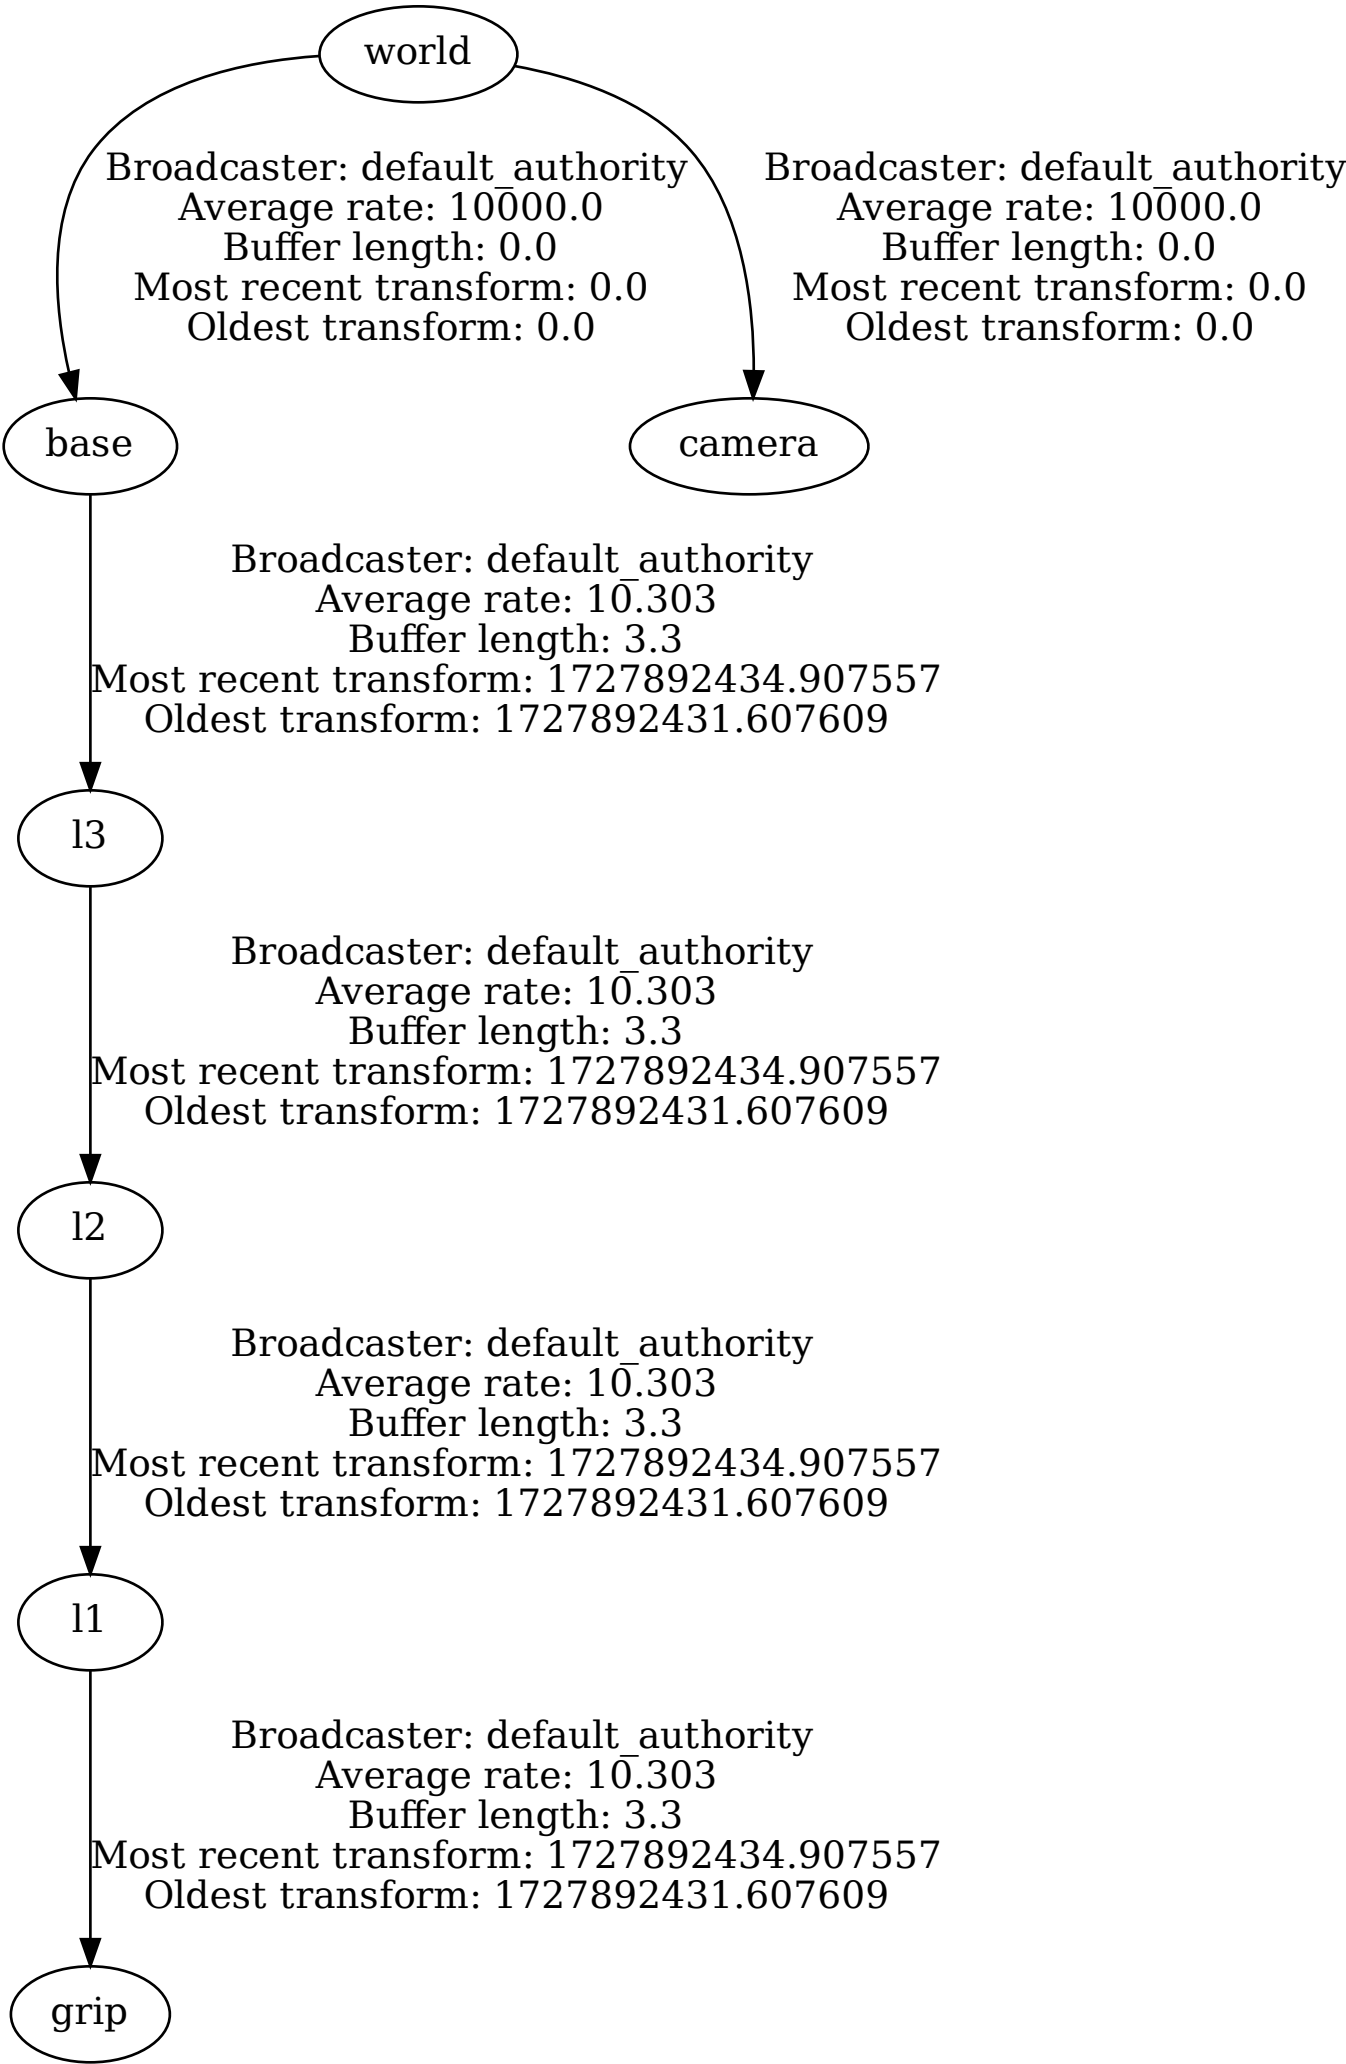 world
Broadcaster: default_authority
Average rate: 10000.0
Buffer length: 0.0
Most recent transform: 0.0
Oldest transform: 0.0
Broadcaster: default_authority
Average rate: 10000.0
Buffer length: 0.0
Most recent transform: 0.0
Oldest transform: 0.0
base
camera
Broadcaster: default_authority
Average rate: 10.303
Buffer length: 3.3
Most recent transform: 1727892434.907557
Oldest transform: 1727892431.607609
l3
Broadcaster: default_authority
Average rate: 10.303
Buffer length: 3.3
Most recent transform: 1727892434.907557
Oldest transform: 1727892431.607609
l2
Broadcaster: default_authority
Average rate: 10.303
Buffer length: 3.3
Most recent transform: 1727892434.907557
Oldest transform: 1727892431.607609
l1
Broadcaster: default_authority
Average rate: 10.303
Buffer length: 3.3
Most recent transform: 1727892434.907557
Oldest transform: 1727892431.607609
grip